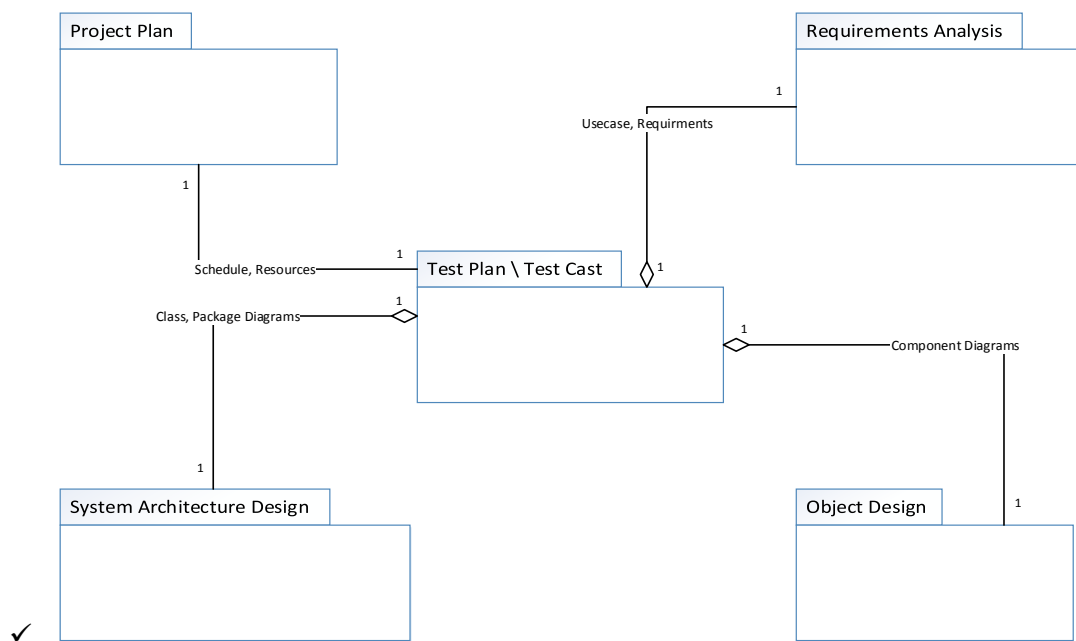 Project Plan
Requirements Analysis
1
Usecase, Requirments
1
1
Schedule, Resources
Test Plan \ Test Cast
1
Class, Package Diagrams
1
1
Component Diagrams
1
System Architecture Design
Object Design
1